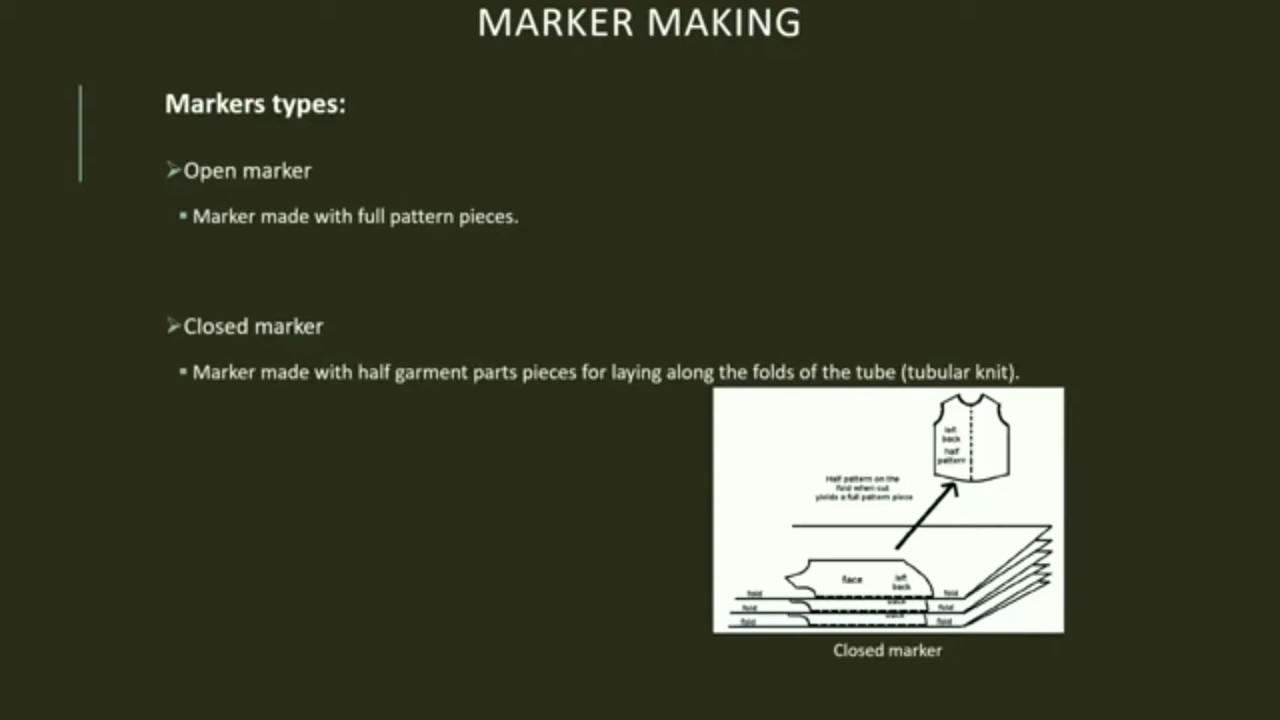 MARKER MAKING
Markers types:
➢Open marker
▪ Marker made with full pattern pieces.
➢Closed marker
▪ Marker made with half garment parts pieces for laying along the folds of the tube (tubular knit).
left
back
half
pattern
Half pattern on the
fold when cut
yields a full pattern piece
face
left
back
fold
fold
fold
fold
fold
fold
Closed marker